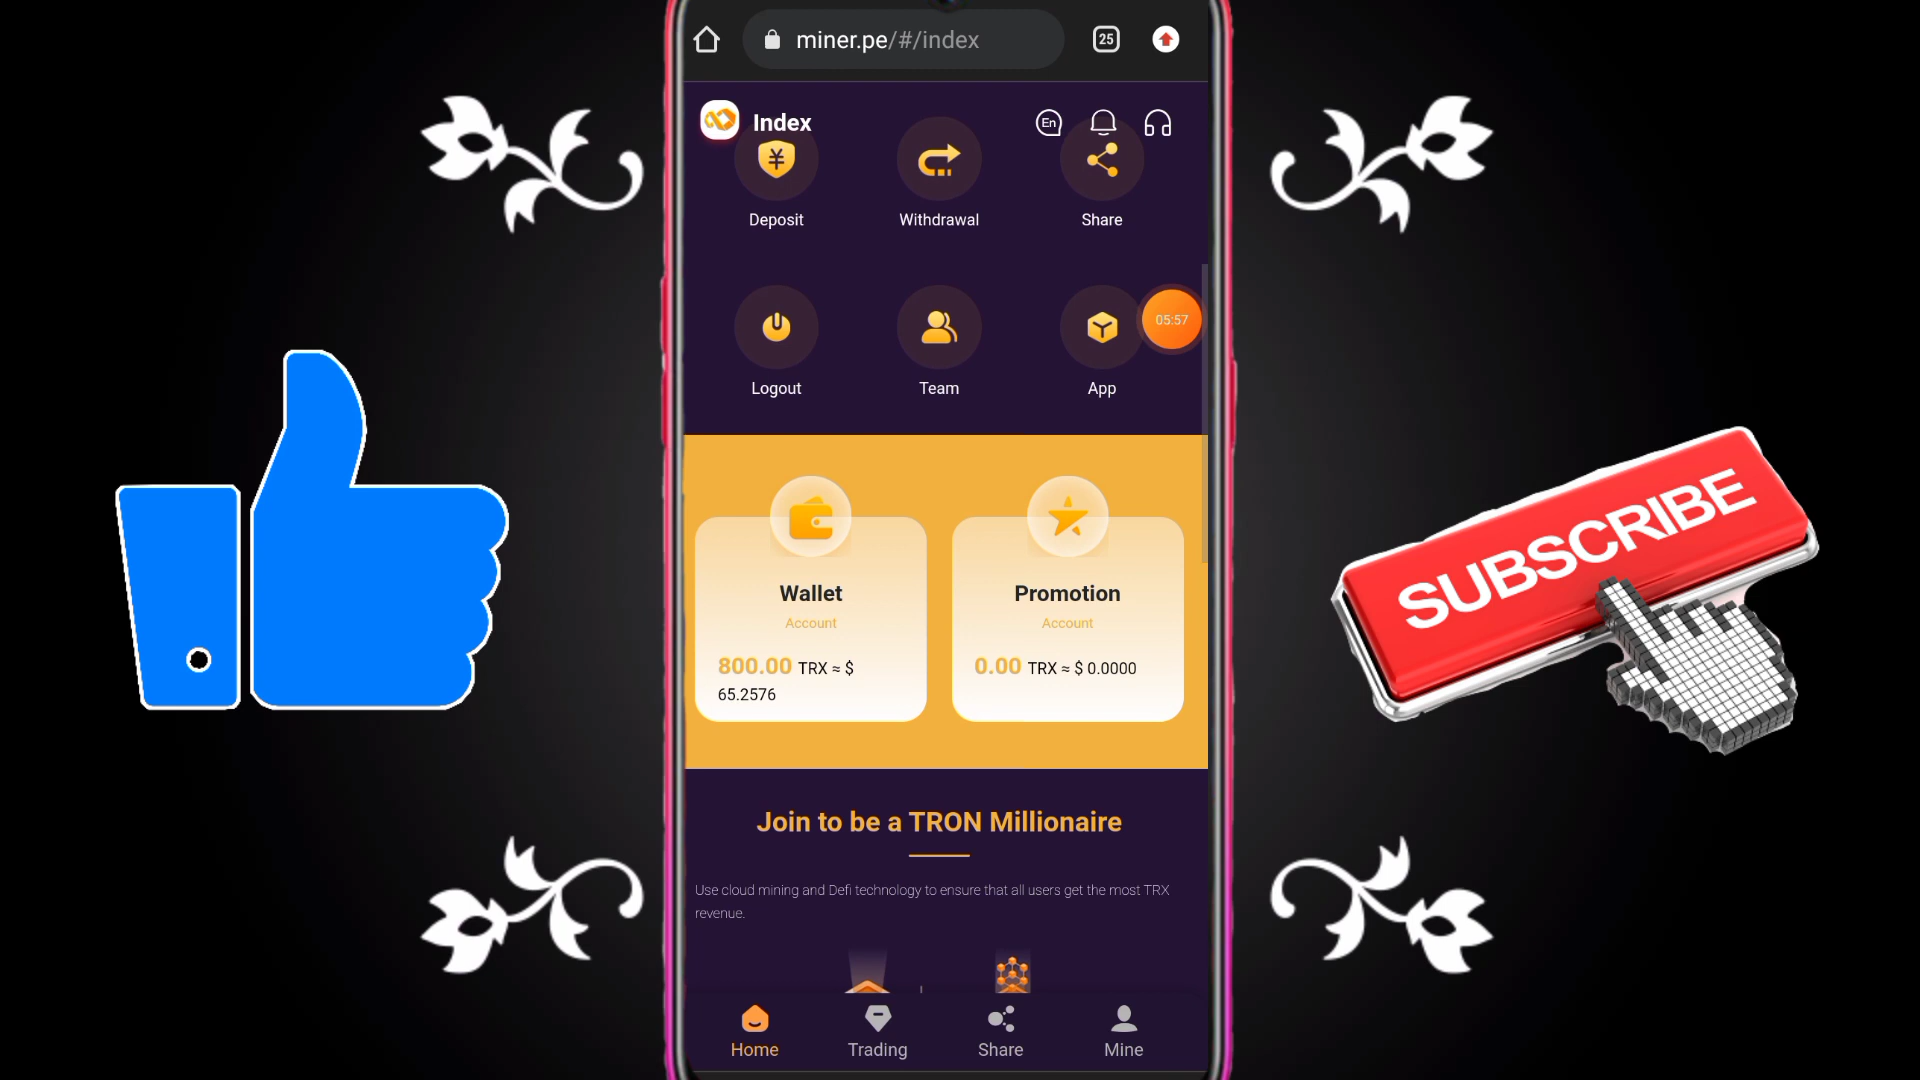 miner.pe/#/index
25
Index
En
Deposit
Withdrawal
Share
Logout
Team
App
05:57
Wallet
Promotion
Account
Account
800.00 TRX ≈ $
65.2576
0.00 TRX ≈ $ 0.0000
SUBSCRIBE
Join to be a TRON Millionaire
Use cloud mining and Defi technology to ensure that all users get the most TRX
revenue.
Home
Trading
Share
Mine